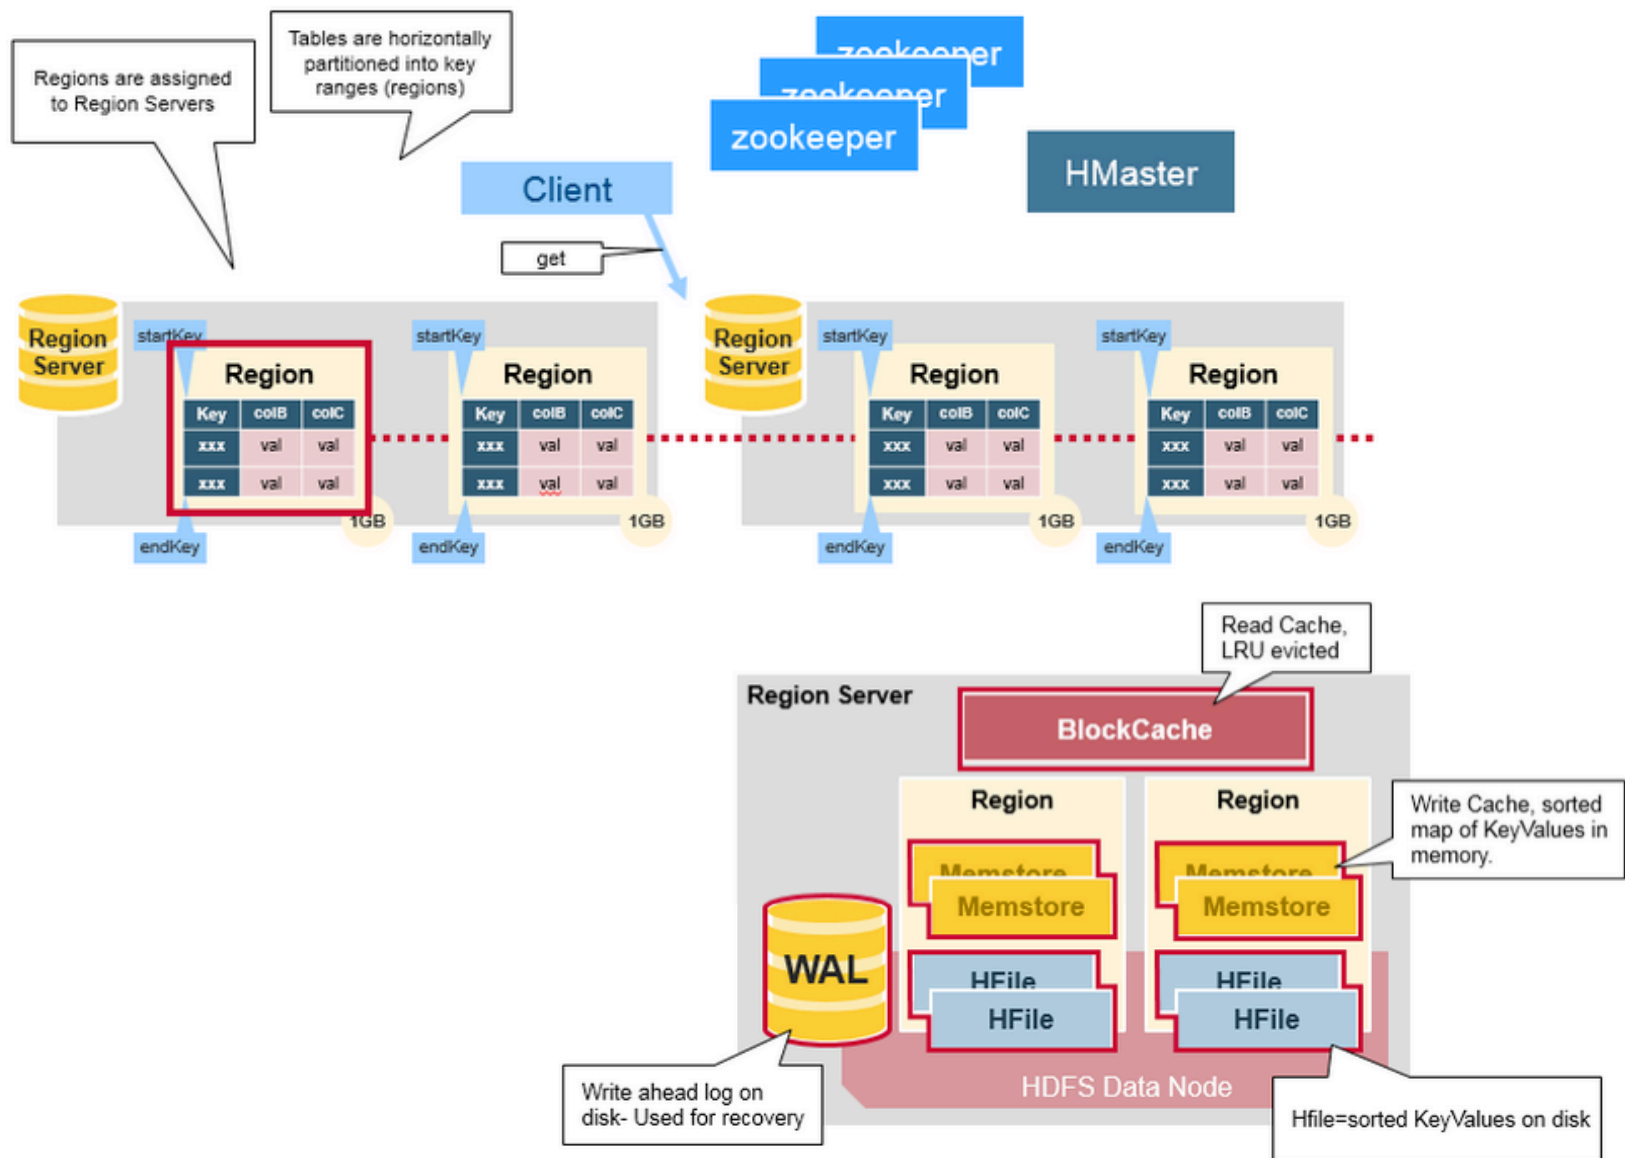 Regions are assigned
to Region Servers
Tables are horizontally
partitioned into key
ranges (regions)
zookeeper
zookeeper
zookeeper
HMaster
Client
get
Region
Server
startKey
Region
Key colB colC
xxx val val
xxx val val
1GB
endKey
startKey
Region
Key colB colC
xxx val val
xxx val val
1GB
endKey
Region
Server
startKey
Region
Key colB colC
xxx val val
xxx val val
1GB
endKey
startKey
Region
Key colB colC
xxx val val
xxx val val
1GB
endKey
Read Cache,
LRU evicted
Region Server
BlockCache
Region
Memstore
Memstore
HFile
HFile
Region
Memstore
Memstore
HFile
HFile
Write Cache, sorted
map of KeyValues in
memory.
WAL
HDFS Data Node
Write ahead log on
disk- Used for recovery
Hfile=sorted KeyValues on disk